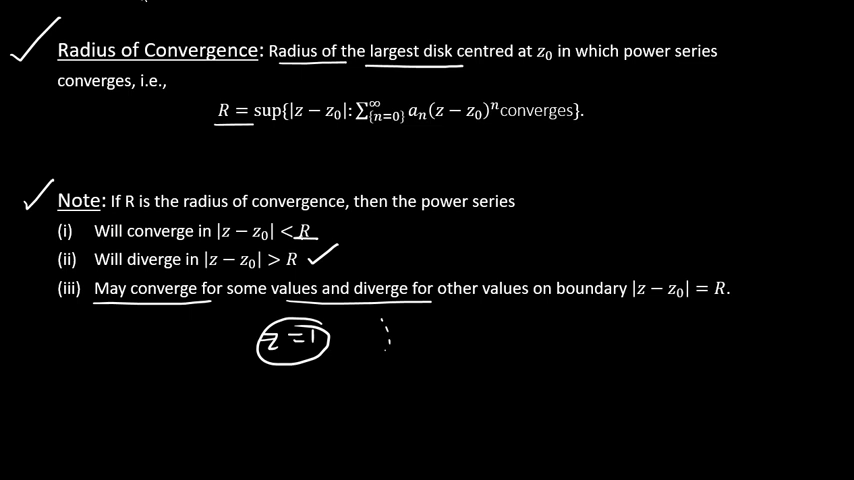 Radius of Convergence: Radius of the largest disk centred at z₀ in which power series
converges, i.e.,
R = sup{|z − z₀|: ∑_{n=0}^∞ aₙ(z − z₀)ⁿconverges}.
Note: If R is the radius of convergence, then the power series
(i) Will converge in |z − z₀| < R
(ii) Will diverge in |z − z₀| > R
(iii) May converge for some values and diverge for other values on boundary |z − z₀| = R.
z = 1